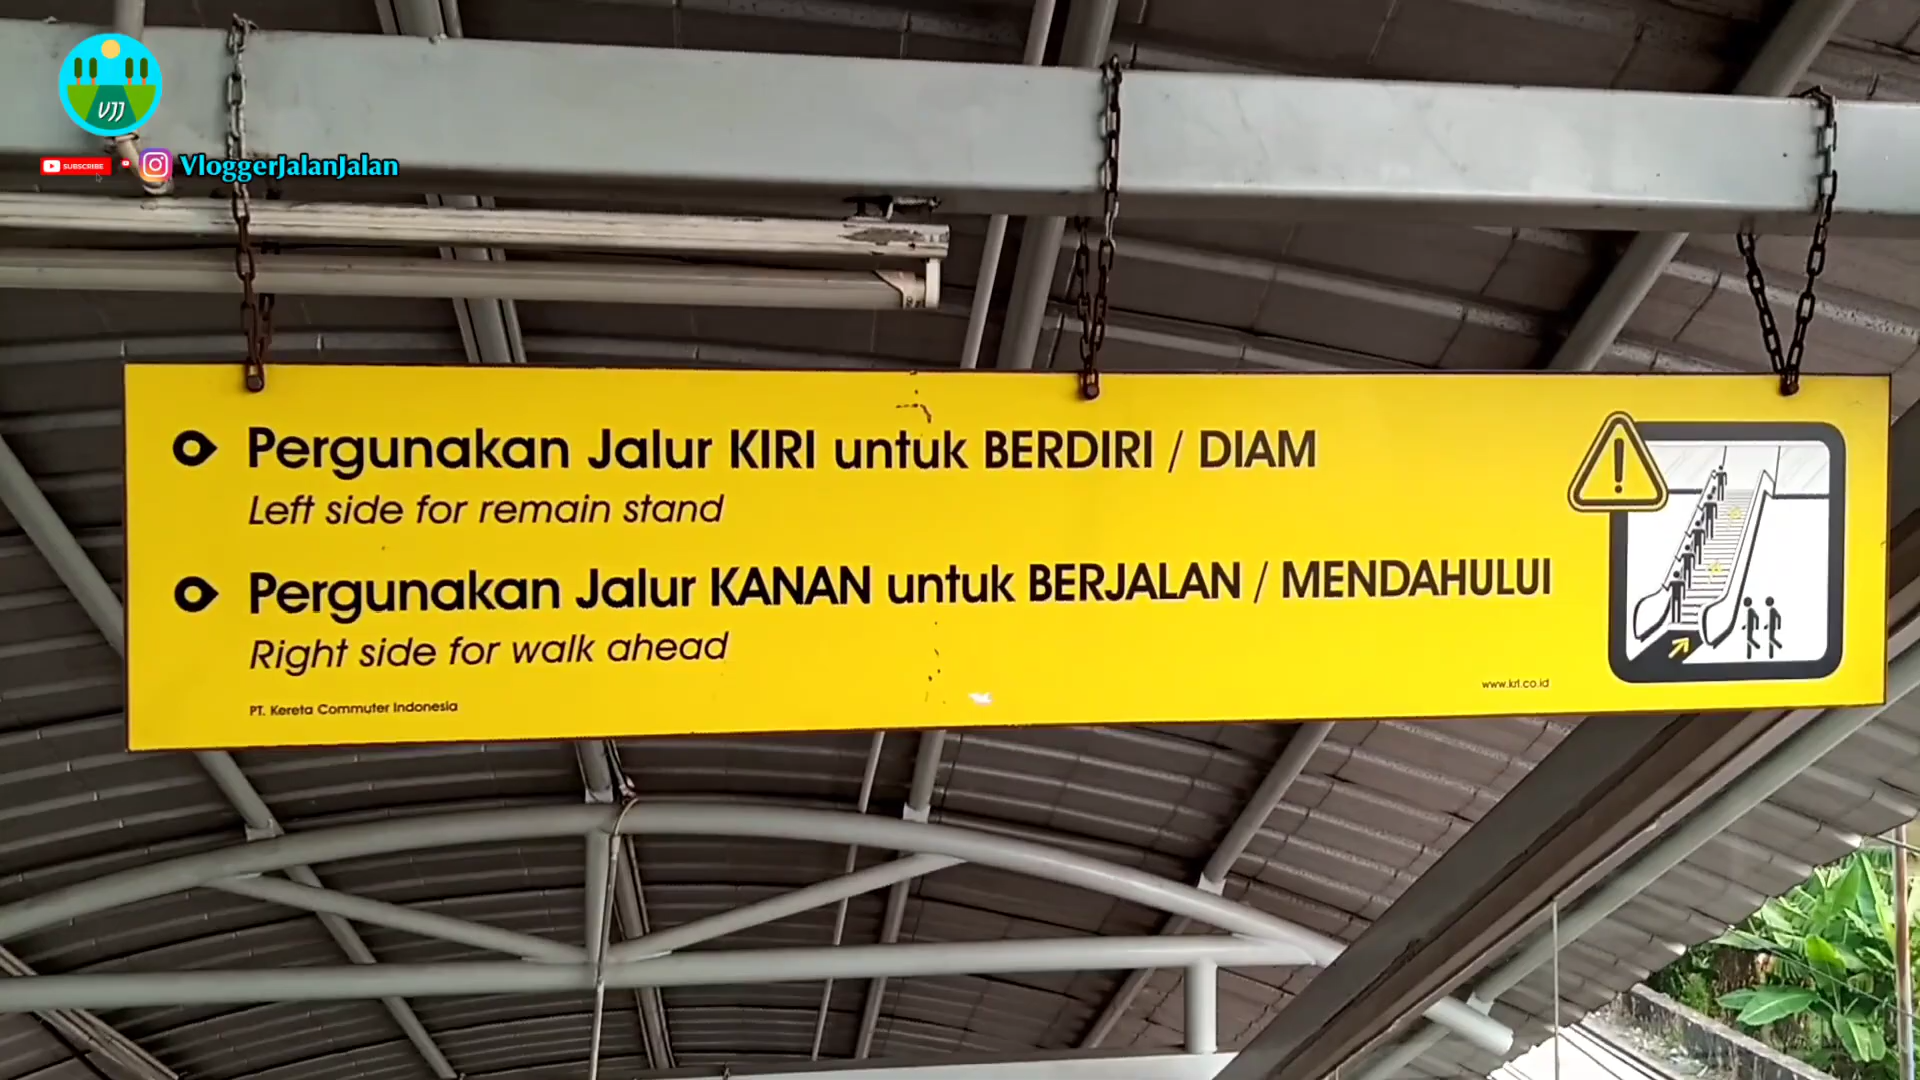 VJJ
SUBSCRIBE
VloggerJalanJalan
Pergunakan Jalur KIRI untuk BERDIRI / DIAM
Left side for remain stand
Pergunakan Jalur KANAN untuk BERJALAN / MENDAHULUI
Right side for walk ahead
PT. Kereta Commuter Indonesia
www.krl.co.id